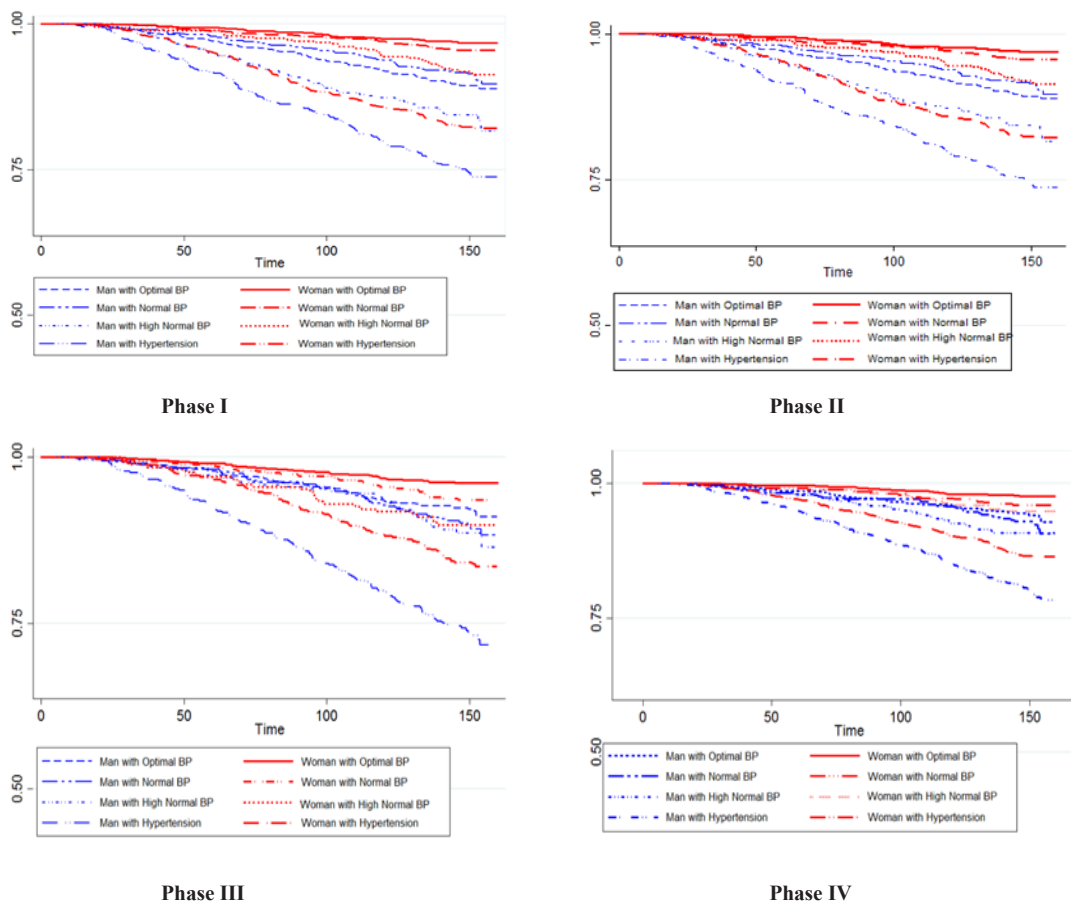 1.00
0.75
0.50
0 50 100 150
Time
Man with Optimal BP Woman with Optimal BP
Man with Normal BP Woman with Normal BP
Man with High Normal BP Woman with High Normal BP
Man with Hypertension Woman with Hypertension
Phase I
1.00
0.75
0.50
0 50 100 150
Time
Man with Optimal BP Woman with Optimal BP
Man with Normal BP Woman with Normal BP
Man with High Normal BP Woman with High Normal BP
Man with Hypertension Woman with Hypertension
Phase II
1.00
0.75
0.50
0 50 100 150
Time
Man with Optimal BP Woman with Optimal BP
Man with Normal BP Woman with Normal BP
Man with High Normal BP Woman with High Normal BP
Man with Hypertension Woman with Hypertension
Phase III
1.00
0.75
0.50
0 50 100 150
Time
Man with Optimal BP Woman with Optimal BP
Man with Normal BP Woman with Normal BP
Man with High Normal BP Woman with High Normal BP
Man with Hypertension Woman with Hypertension
Phase IV